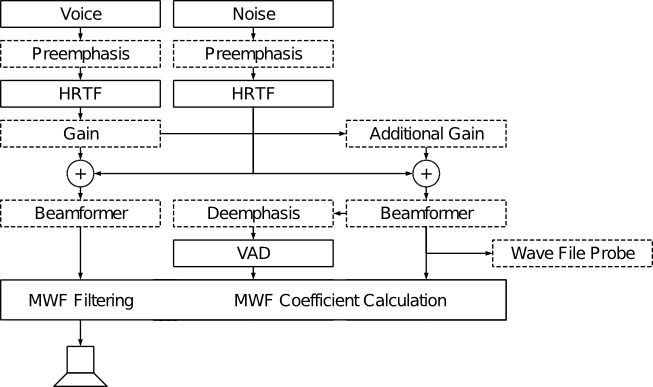 Voice
Noise
Preemphasis
Preemphasis
HRTF
HRTF
Gain
Additional Gain
+
+
Beamformer
Deemphasis
Beamformer
VAD
Wave File Probe
MWF Filtering
MWF Coefficient Calculation